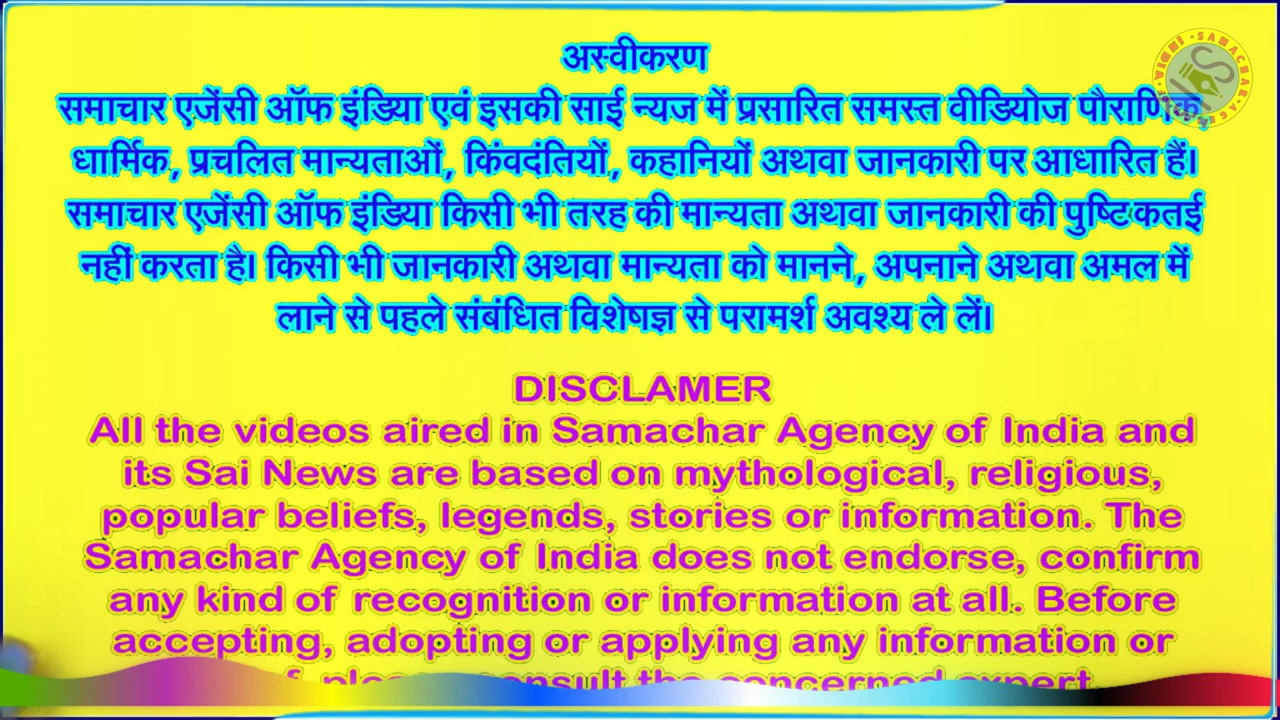 अस्वीकरण
समाचार एजेंसी ऑफ इंडिया एवं इसकी साई न्यज में प्रसारित समस्त वीडियोज
धार्मिक, प्रचलित मान्यताओं, किंवदंतियों, कहानियों अथवा जानकारी पर आधारित हैं।
समाचार एजेंसी ऑफ इंडिया किसी भी तरह की मान्यता अथवा जानकारी की पुष्टि कतई
नहीं करता है। किसी भी जानकारी अथवा मान्यता को मानने, अपनाने अथवा अमल में
लाने से पहले संबंधित विशेषज्ञ से परामर्श अवश्य ले लें।
DISCLAMER
All the videos aired in Samachar Agency of India and
its Sai News are based on mythological, religious,
popular beliefs, legends, stories or information. The
Samachar Agency of India does not endorse, confirm
any kind of recognition or information at all. Before
accepting, adopting or applying any information or
consult the concerned expert